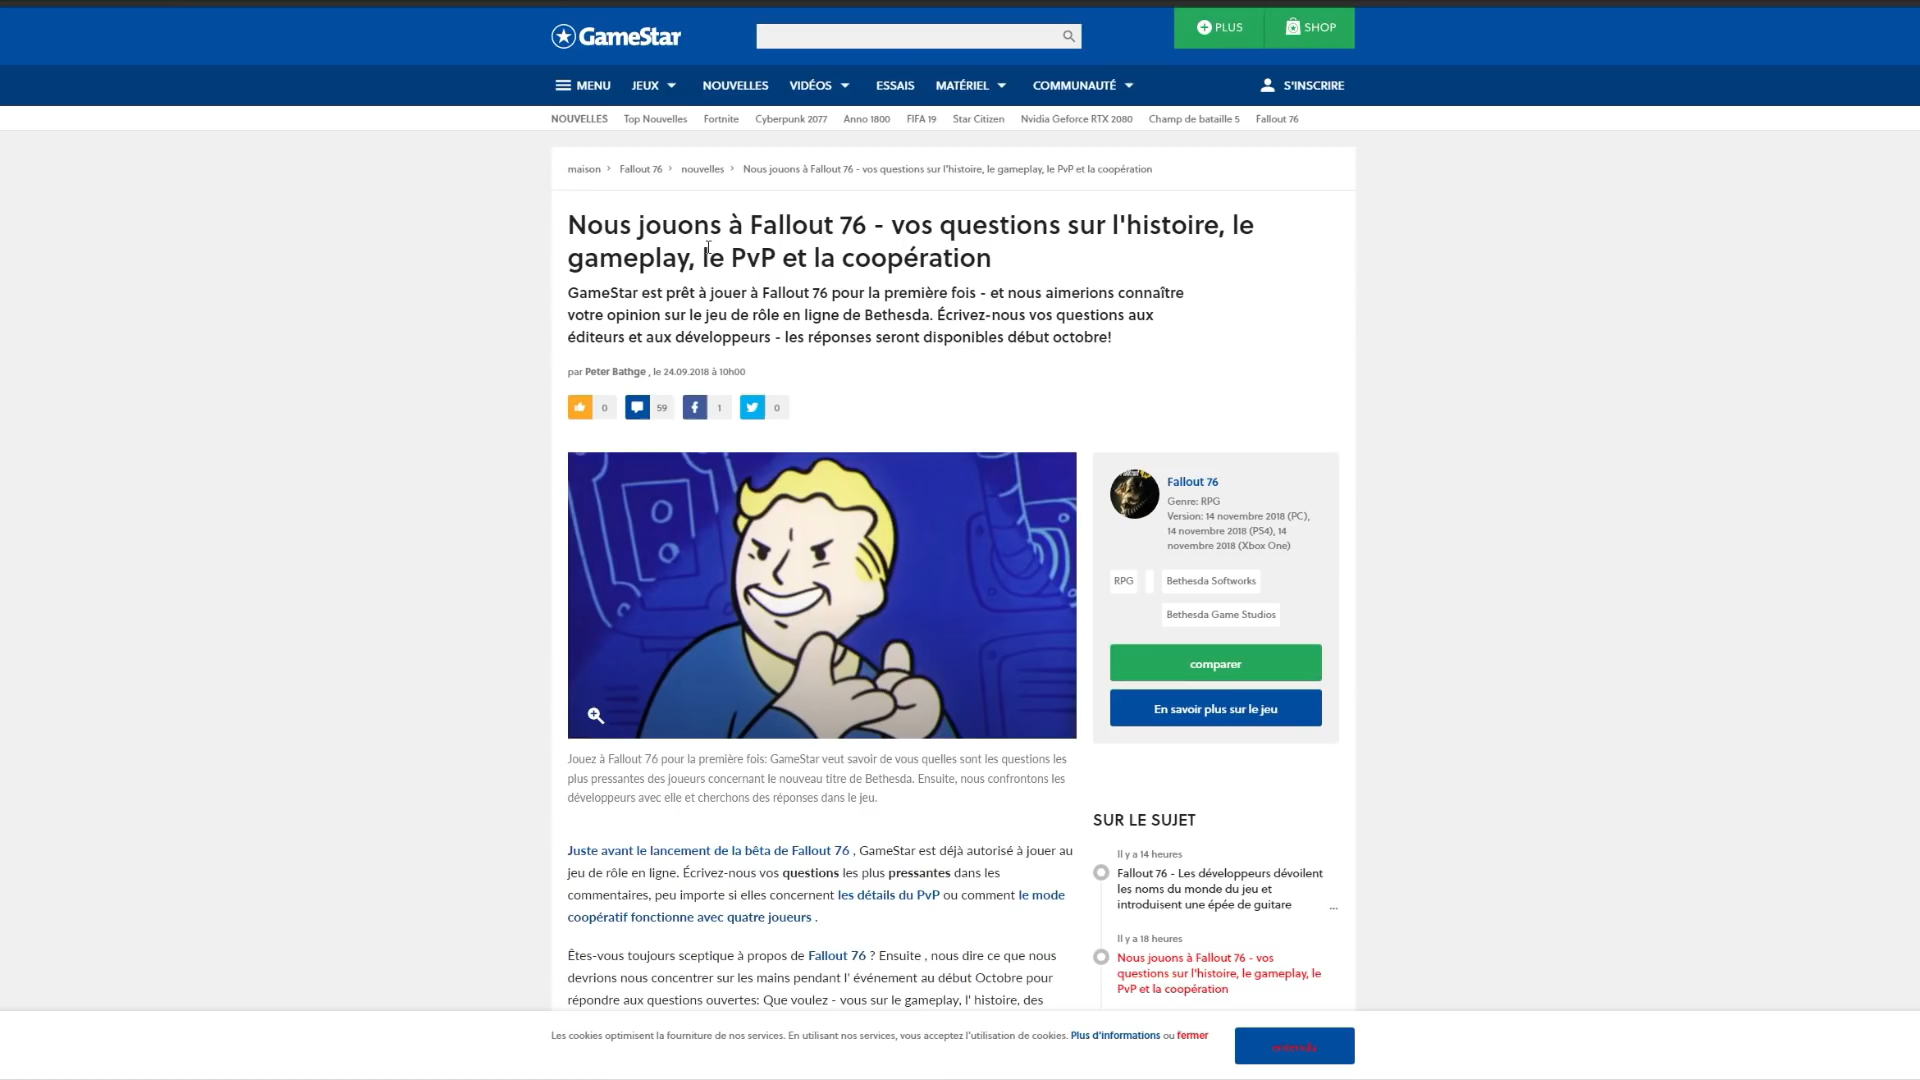 GameStar
PLUS
SHOP
MENU
JEUX
NOUVELLES
VIDÉOS
ESSAIS
MATÉRIEL
COMMUNAUTÉ
S'INSCRIRE
NOUVELLES
Top Nouvelles
Fortnite
Cyberpunk 2077
Anno 1800
FIFA 19
Star Citizen
Nvidia Geforce RTX 2080
Champ de bataille 5
Fallout 76
maison > Fallout 76 > nouvelles > Nous jouons à Fallout 76 - vos questions sur l'histoire, le gameplay, le PvP et la coopération
Nous jouons à Fallout 76 - vos questions sur l'histoire, le
gameplay, le PvP et la coopération
GameStar est prêt à jouer à Fallout 76 pour la première fois - et nous aimerions connaître
votre opinion sur le jeu de rôle en ligne de Bethesda. Écrivez-nous vos questions aux
éditeurs et aux développeurs - les réponses seront disponibles début octobre!
par Peter Bathge , le 24.09.2018 à 10h00
0
59
1
0
Jouez à Fallout 76 pour la première fois: GameStar veut savoir de vous quelles sont les questions les
plus pressantes des joueurs concernant le nouveau titre de Bethesda. Ensuite, nous confrontons les
développeurs avec elle et cherchons des réponses dans le jeu.
Juste avant le lancement de la bêta de Fallout 76 , GameStar est déjà autorisé à jouer au
jeu de rôle en ligne. Écrivez-nous vos questions les plus pressantes dans les
commentaires, peu importe si elles concernent les détails du PvP ou comment le mode
coopératif fonctionne avec quatre joueurs .
Êtes-vous toujours sceptique à propos de Fallout 76 ? Ensuite , nous dire ce que nous
devrions nous concentrer sur les mains pendant l' événement au début Octobre pour
répondre aux questions ouvertes: Que voulez - vous sur le gameplay, l' histoire, des
Fallout 76
Genre: RPG
Version: 14 novembre 2018 (PC),
14 novembre 2018 (PS4), 14
novembre 2018 (Xbox One)
RPG
Bethesda Softworks
Bethesda Game Studios
comparer
En savoir plus sur le jeu
SUR LE SUJET
Il y a 14 heures
Fallout 76 - Les développeurs dévoilent
les noms du monde du jeu et
introduisent une épée de guitare
...
Il y a 18 heures
Nous jouons à Fallout 76 - vos
questions sur l'histoire, le gameplay, le
PvP et la coopération
Les cookies optimisent la fourniture de nos services. En utilisant nos services, vous acceptez l'utilisation de cookies. Plus d'informations ou fermer